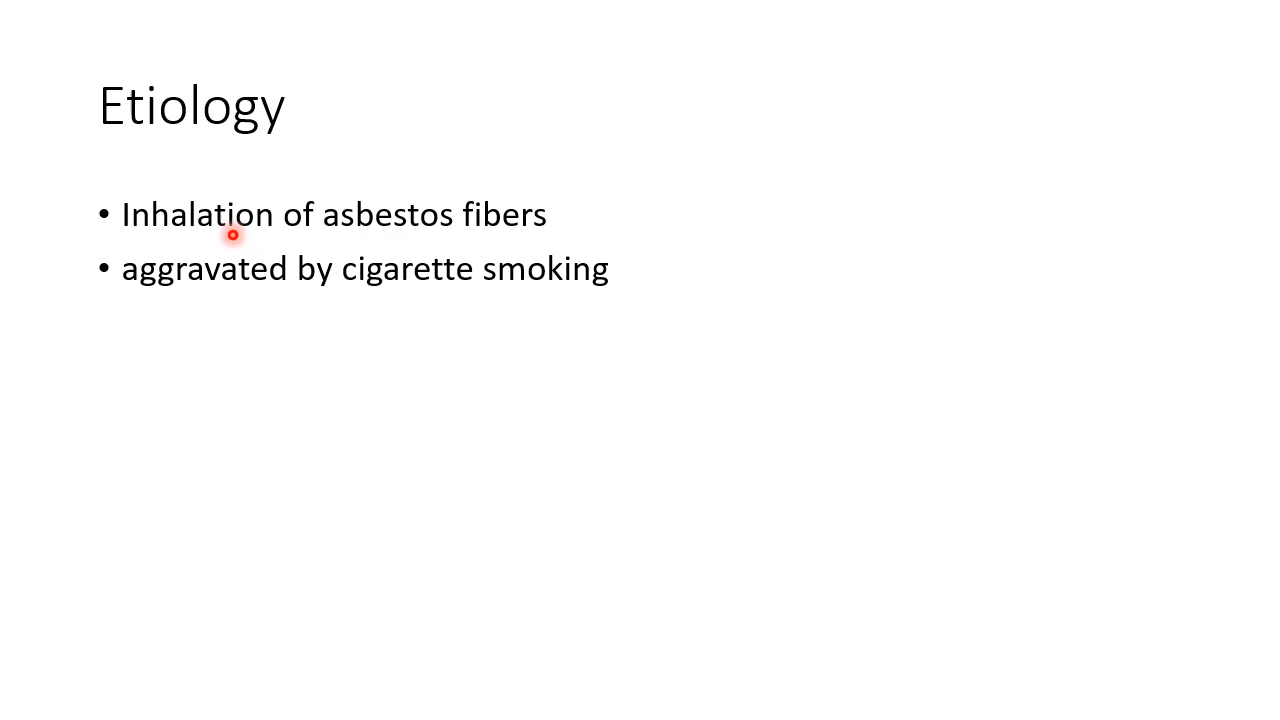 Etiology
• Inhalation of asbestos fibers
• aggravated by cigarette smoking